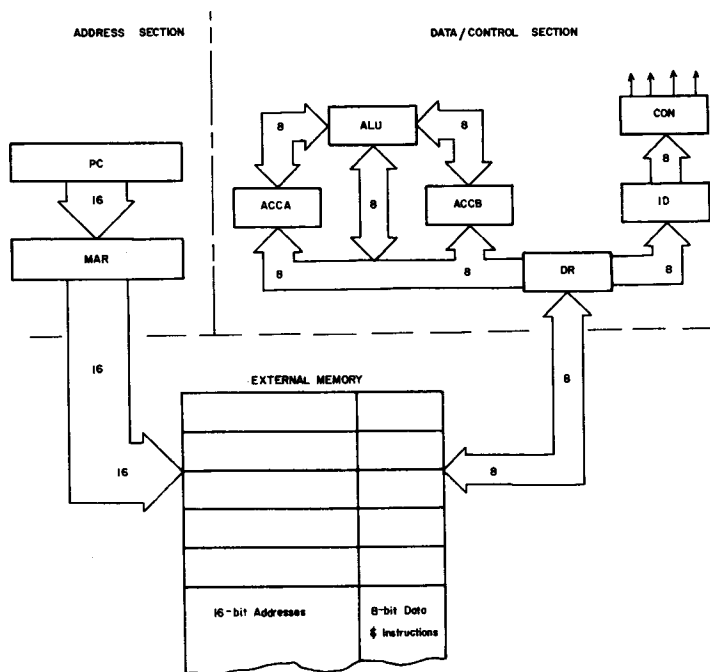 ADDRESS SECTION
DATA/CONTROL SECTION
PC
16
MAR
16
16
8
ALU
8
ACCA
8
ACCB
8
8
DR
CON
8
ID
8
8
8
EXTERNAL MEMORY
16-bit Addresses
8-bit Data
$ Instructions